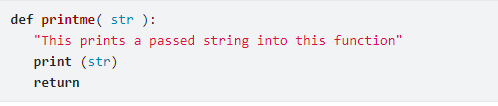 def printme( str ):
   "This prints a passed string into this function"
   print (str)
   return